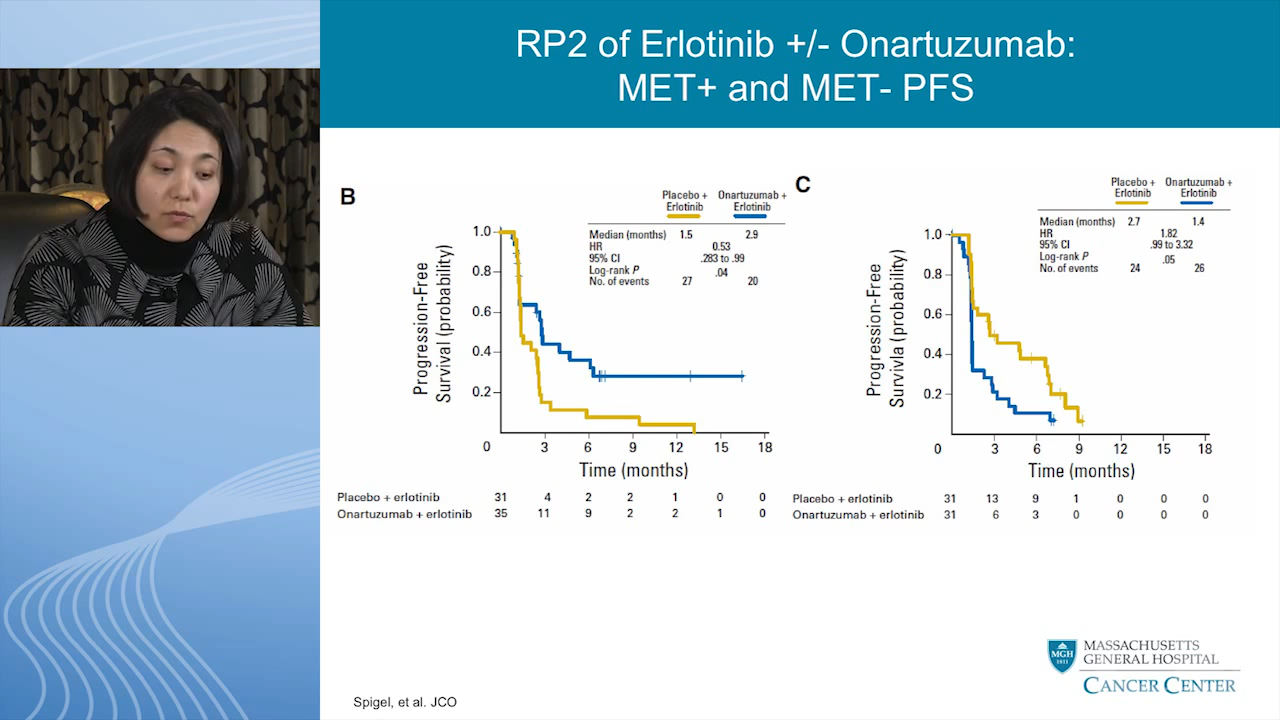 RP2 of Erlotinib +/- Onartuzumab:
MET+ and MET- PFS
B
Placebo + Onartuzumab +
Erlotinib Erlotinib
Median (months) 1.5 2.9
HR 0.53
95% CI .283 to .99
Log-rank P .04
No. of events 27 20
Progression-Free
Survival (probability)
1.0
0.8
0.6
0.4
0.2
0 3 6 9 12 15 18
Time (months)
Placebo + erlotinib 31 4 2 2 1 0 0
Onartuzumab + erlotinib 35 11 9 2 2 1 0
C
Placebo + Onartuzumab +
Erlotinib Erlotinib
Median (months) 2.7 1.4
HR 1.82
95% CI .99 to 3.32
Log-rank P .05
No. of events 24 26
Progression-Free
Survivla (probability)
1.0
0.8
0.6
0.4
0.2
0 3 6 9 12 15 18
Time (months)
Placebo + erlotinib 31 13 9 1 0 0 0
Onartuzumab + erlotinib 31 6 3 0 0 0 0
MGH
1811
MASSACHUSETTS
GENERAL HOSPITAL
CANCER CENTER
Spigel, et al. JCO